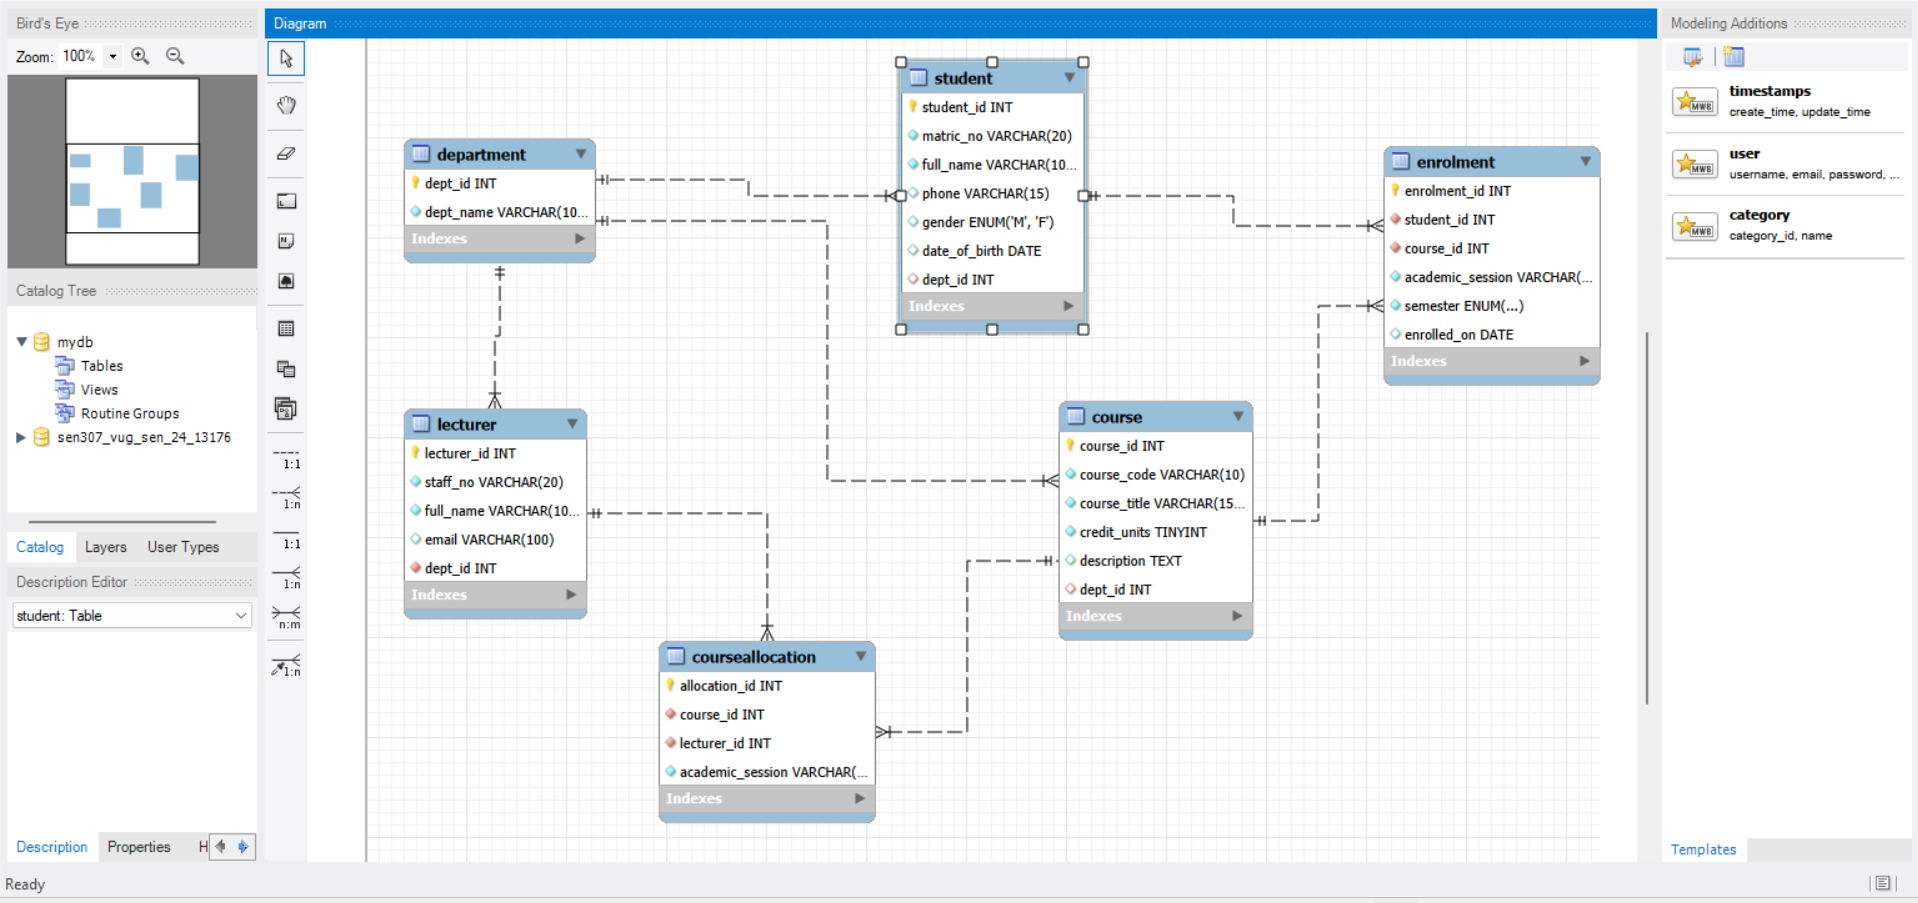 Bird's Eye
Zoom: 100%
Catalog Tree
mydb
Tables
Views
Routine Groups
sen307_vug_sen_24_13176
Catalog Layers User Types
Description Editor
student: Table
Description Properties H
Ready
Diagram
1:1
1:n
1:1
1:n
n:m
1:n
department
dept_id INT
dept_name VARCHAR(10...
Indexes
student
student_id INT
matric_no VARCHAR(20)
full_name VARCHAR(10...
phone VARCHAR(15)
gender ENUM('M', 'F')
date_of_birth DATE
dept_id INT
Indexes
enrolment
enrolment_id INT
student_id INT
course_id INT
academic_session VARCHAR(...
semester ENUM(...)
enrolled_on DATE
Indexes
lecturer
lecturer_id INT
staff_no VARCHAR(20)
full_name VARCHAR(10...
email VARCHAR(100)
dept_id INT
Indexes
course
course_id INT
course_code VARCHAR(10)
course_title VARCHAR(15...
credit_units TINYINT
description TEXT
dept_id INT
Indexes
courseallocation
allocation_id INT
course_id INT
lecturer_id INT
academic_session VARCHAR(...
Indexes
Modeling Additions
MWB
timestamps
create_time, update_time
MWB
user
username, email, password, ...
MWB
category
category_id, name
Templates